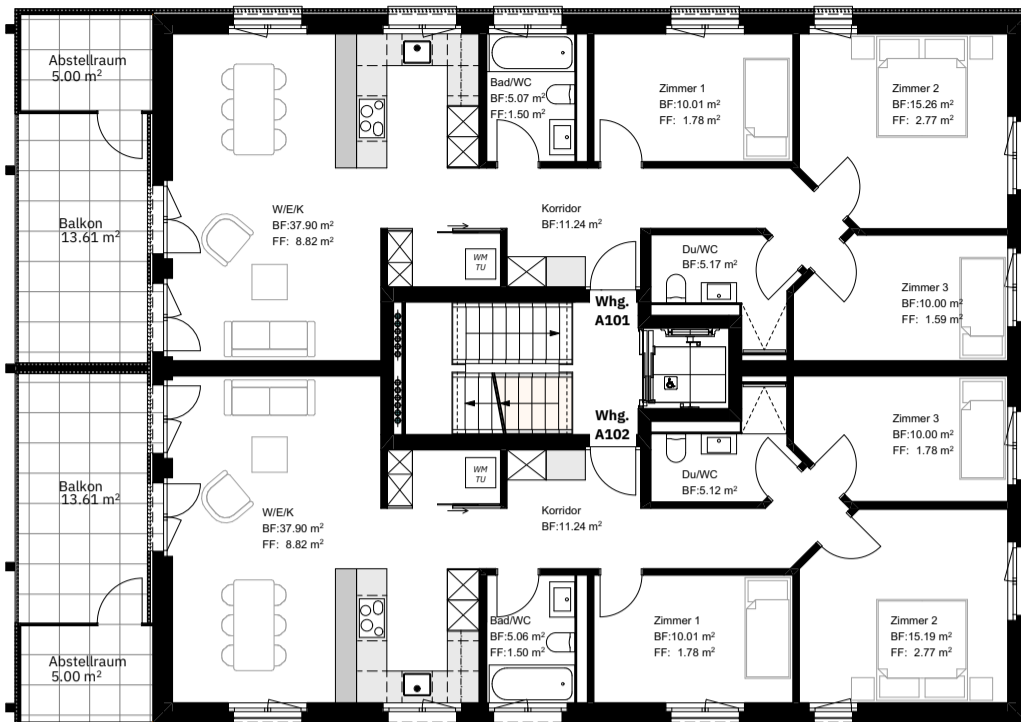 Abstellraum
5.00 m²
Balkon
13.61 m²
W/E/K
BF:37.90 m²
FF: 8.82 m²
Bad/WC
BF:5.07 m²
FF:1.50 m²
Zimmer 1
BF:10.01 m²
FF: 1.78 m²
Zimmer 2
BF:15.26 m²
FF: 2.77 m²
Korridor
BF:11.24 m²
WM
TU
Du/WC
BF:5.17 m²
Zimmer 3
BF:10.00 m²
FF: 1.59 m²
Whg.
A101
Whg.
A102
Balkon
13.61 m²
W/E/K
BF:37.90 m²
FF: 8.82 m²
WM
TU
Korridor
BF:11.24 m²
Du/WC
BF:5.12 m²
Zimmer 3
BF:10.00 m²
FF: 1.78 m²
Abstellraum
5.00 m²
Bad/WC
BF:5.06 m²
FF:1.50 m²
Zimmer 1
BF:10.01 m²
FF: 1.78 m²
Zimmer 2
BF:15.19 m²
FF: 2.77 m²